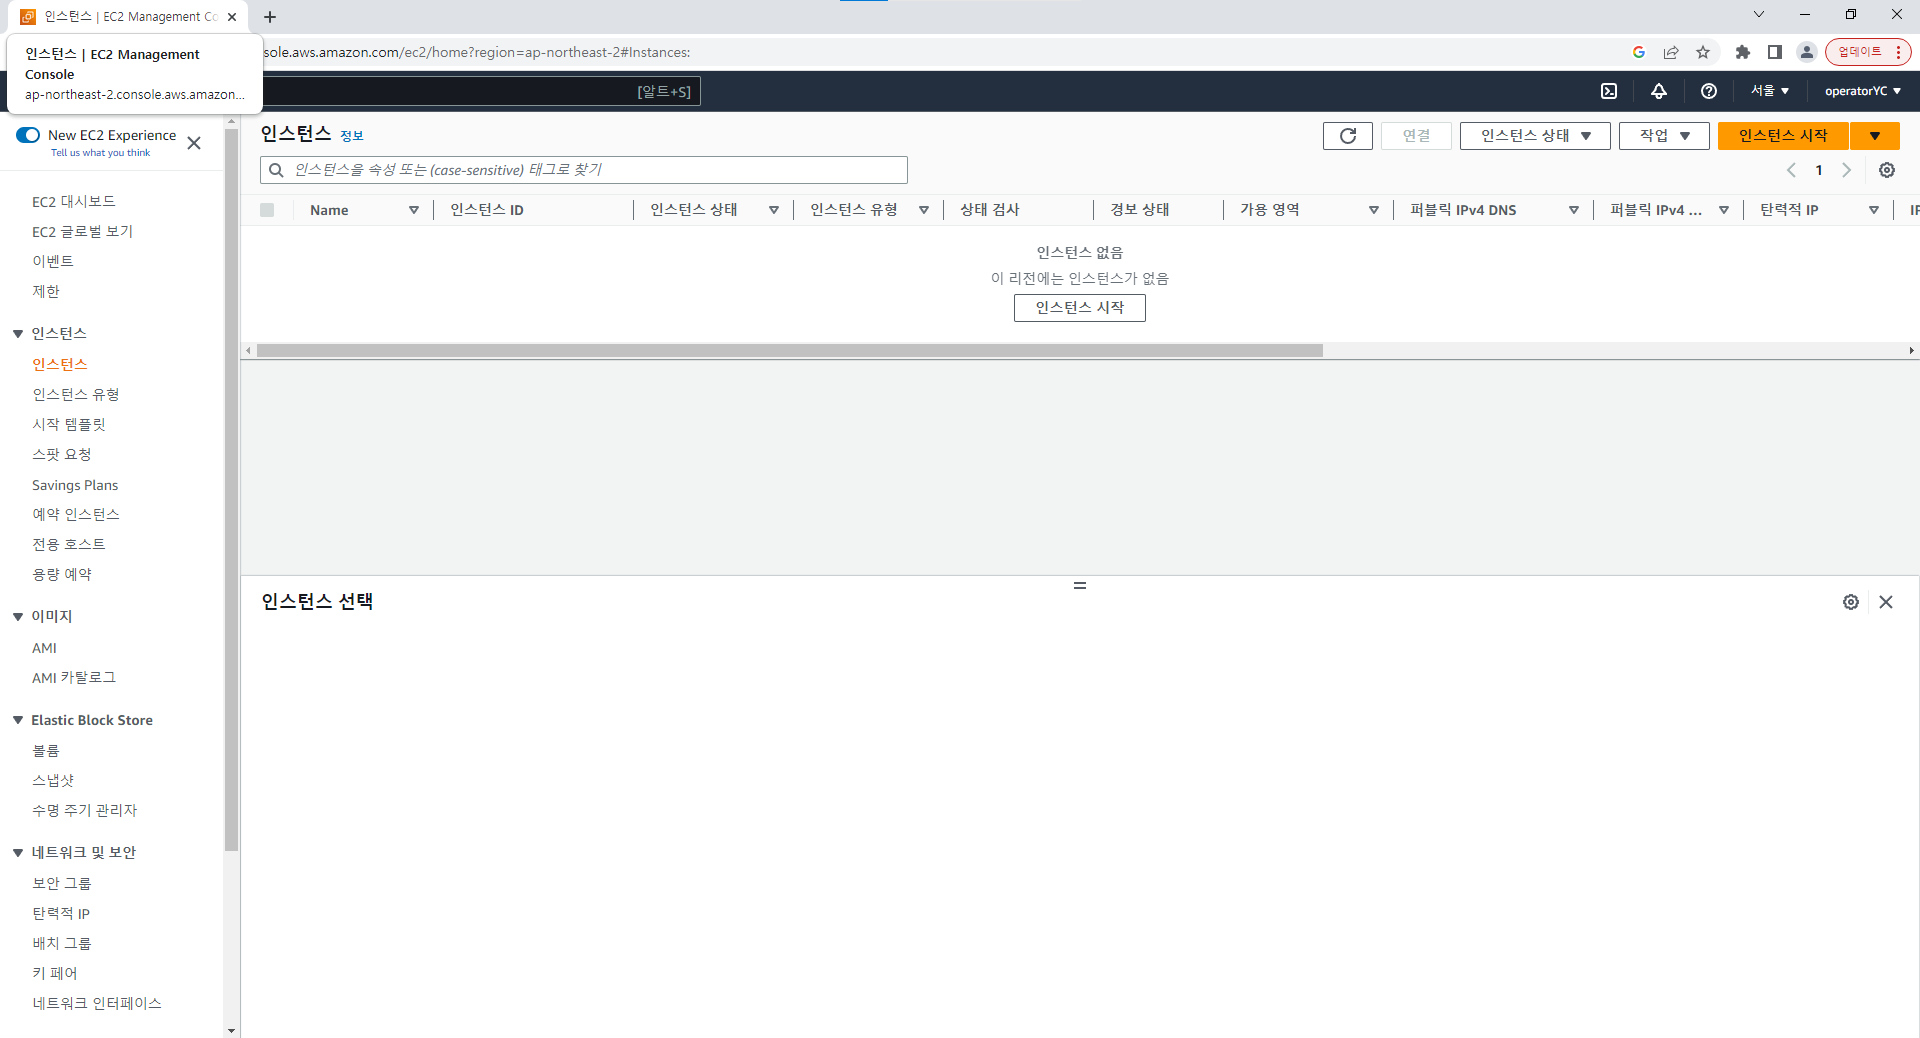 인스턴스 | EC2 Management Co
인스턴스 | EC2 Management
Console
ap-northeast-2.console.aws.amazon...
sole.aws.amazon.com/ec2/home?region=ap-northeast-2#Instances:
업데이트
[알트+S]
서울
operatorYC
New EC2 Experience
Tell us what you think
EC2 대시보드
EC2 글로벌 보기
이벤트
제한
인스턴스
인스턴스
인스턴스 유형
시작 템플릿
스팟 요청
Savings Plans
예약 인스턴스
전용 호스트
용량 예약
이미지
AMI
AMI 카탈로그
Elastic Block Store
볼륨
스냅샷
수명 주기 관리자
네트워크 및 보안
보안 그룹
탄력적 IP
배치 그룹
키 페어
네트워크 인터페이스
인스턴스 정보
연결
인스턴스 상태
작업
인스턴스 시작
인스턴스을 속성 또는 (case-sensitive) 태그로 찾기
1
Name
인스턴스 ID
인스턴스 상태
인스턴스 유형
상태 검사
경보 상태
가용 영역
퍼블릭 IPv4 DNS
퍼블릭 IPv4 ...
탄력적 IP
IP
인스턴스 없음
이 리전에는 인스턴스가 없음
인스턴스 시작
인스턴스 선택